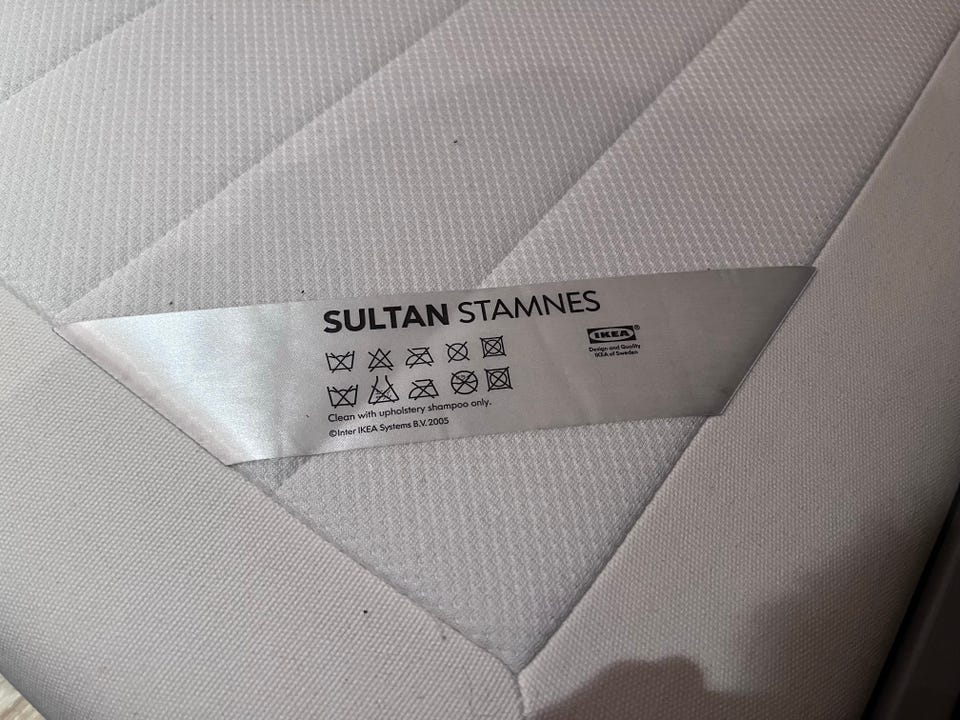 SULTAN STAMNES
IKEA®
Design and Quality
IKEA of Sweden
Clean with upholstery shampoo only.
©Inter IKEA Systems B.V. 2005